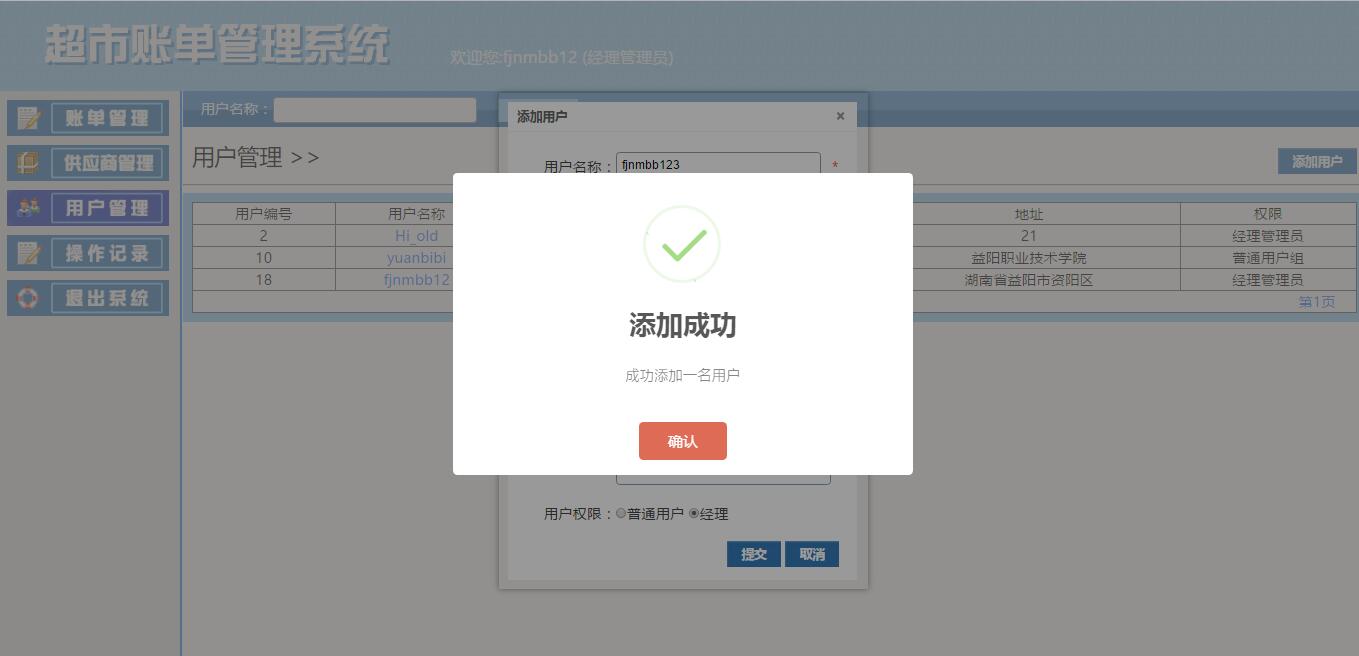 超市账单管理系统
欢迎您:fjnmbb12 (经理管理员)
账单管理
供应商管理
用户管理
操作记录
退出系统
用户名称：
用户管理 >>
添加用户
用户编号 用户名称 地址 权限
2 Hi_old 21 经理管理员
10 yuanbibi 益阳职业技术学院 普通用户组
18 fjnmbb12 湖南省益阳市资阳区 经理管理员
第1页
添加用户 ×
用户名称： fjnmbb123 *
添加成功
成功添加一名用户
确认
用户权限：普通用户 经理
提交 取消